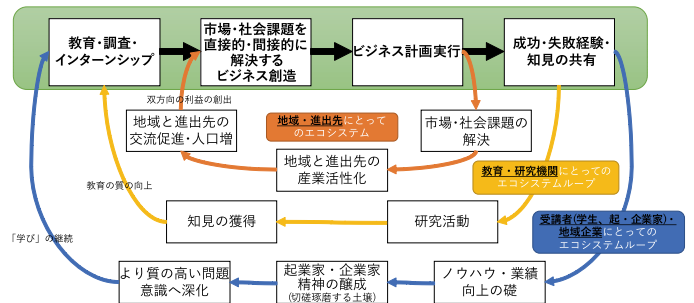 教育・調査・
インターンシップ
市場・社会課題を
直接的・間接的に
解決する
ビジネス創造
ビジネス計画実行
成功・失敗経験・
知見の共有
双方向の利益の創出
地域と進出先の
交流促進・人口増
地域・進出先にとって
のエコシステム
市場・社会課題の
解決
地域と進出先の
産業活性化
教育・研究機関にとっての
エコシステムループ
教育の質の向上
知見の獲得
研究活動
受講者(学生、起・企業家)・
地域企業にとっての
エコシステムループ
「学び」の継続
より質の高い問題
意識へ深化
起業家・企業家
精神の醸成
(切磋琢磨する土壌)
ノウハウ・業績
向上の礎